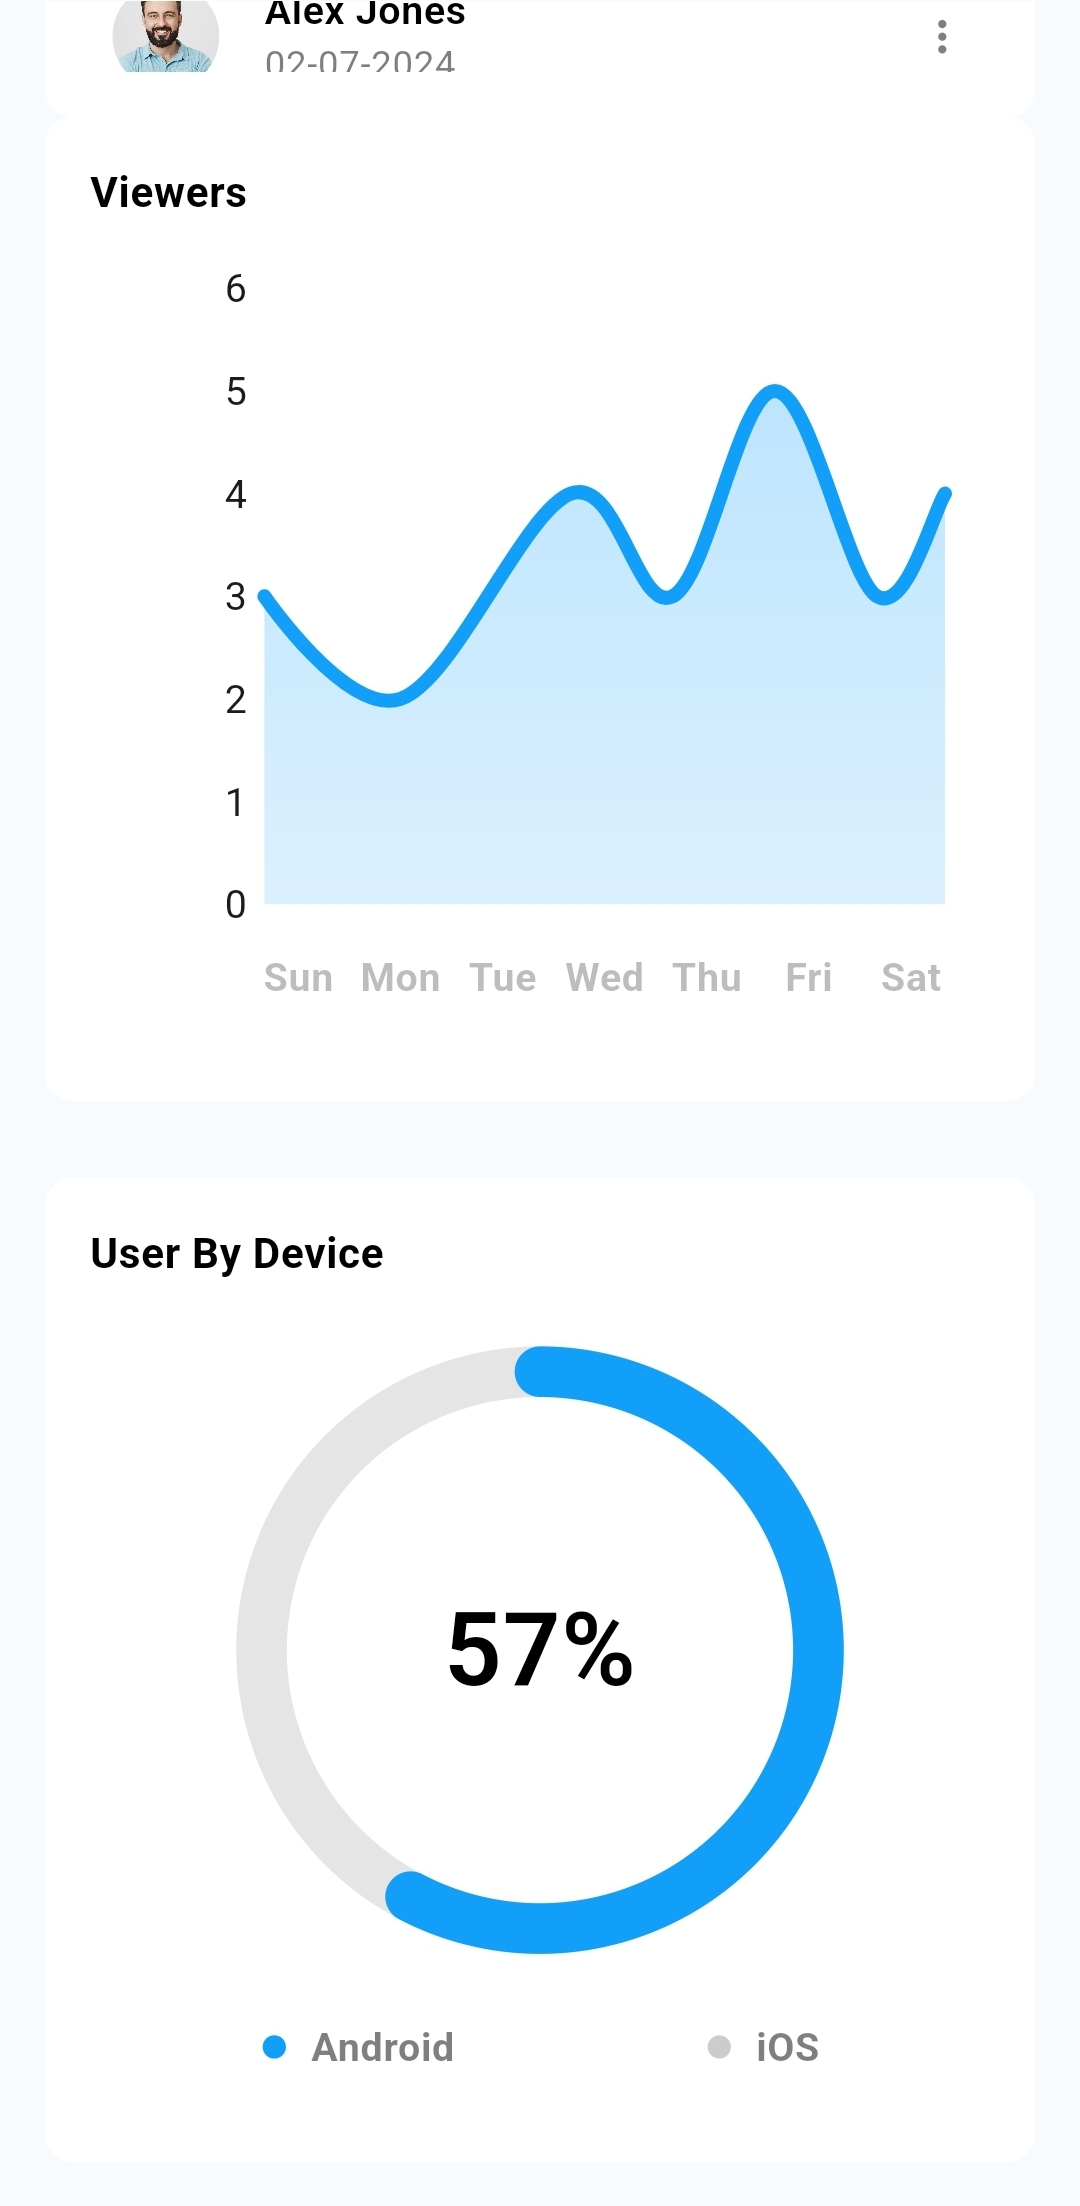 Alex Jones
02-07-2024
Viewers
6
5
4
3
2
1
0
Sun Mon Tue Wed Thu Fri Sat
User By Device
57%
Android iOS